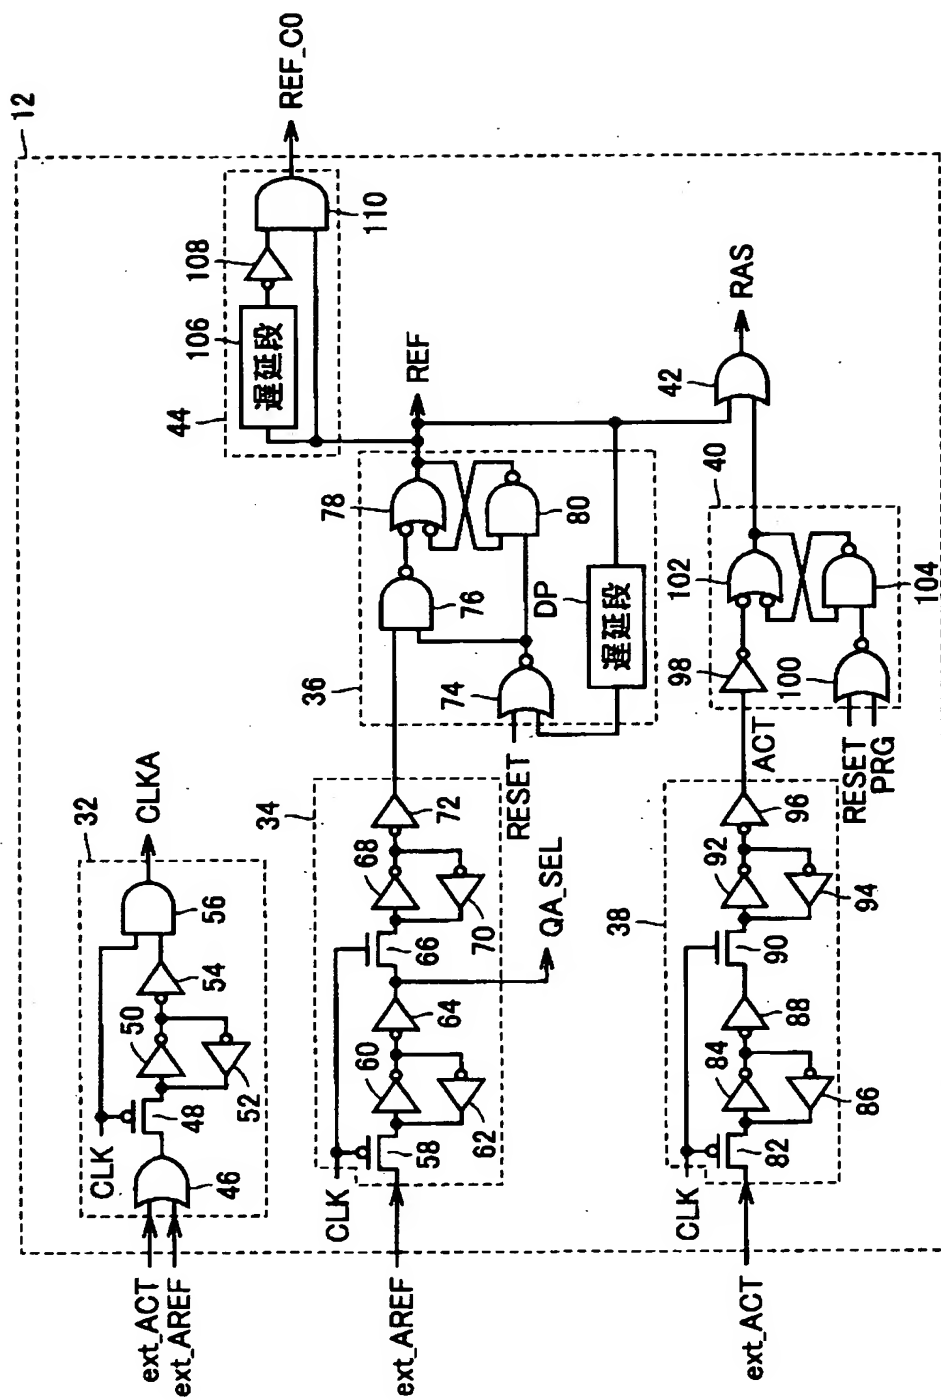 12
ext_ACT
ext_AREF
CLK
46
48
50
52
54
56
32
CLKA
ext_AREF
CLK
58
60
62
64
66
68
70
72
34
QA_SEL
RESET
36
74
76
78
80
DP
遅延段
REF
44
遅延段
106
108
110
REF_C0
ext_ACT
CLK
82
84
86
88
90
92
94
96
38
ACT
RESET
PRG
98
100
102
104
40
42
RAS